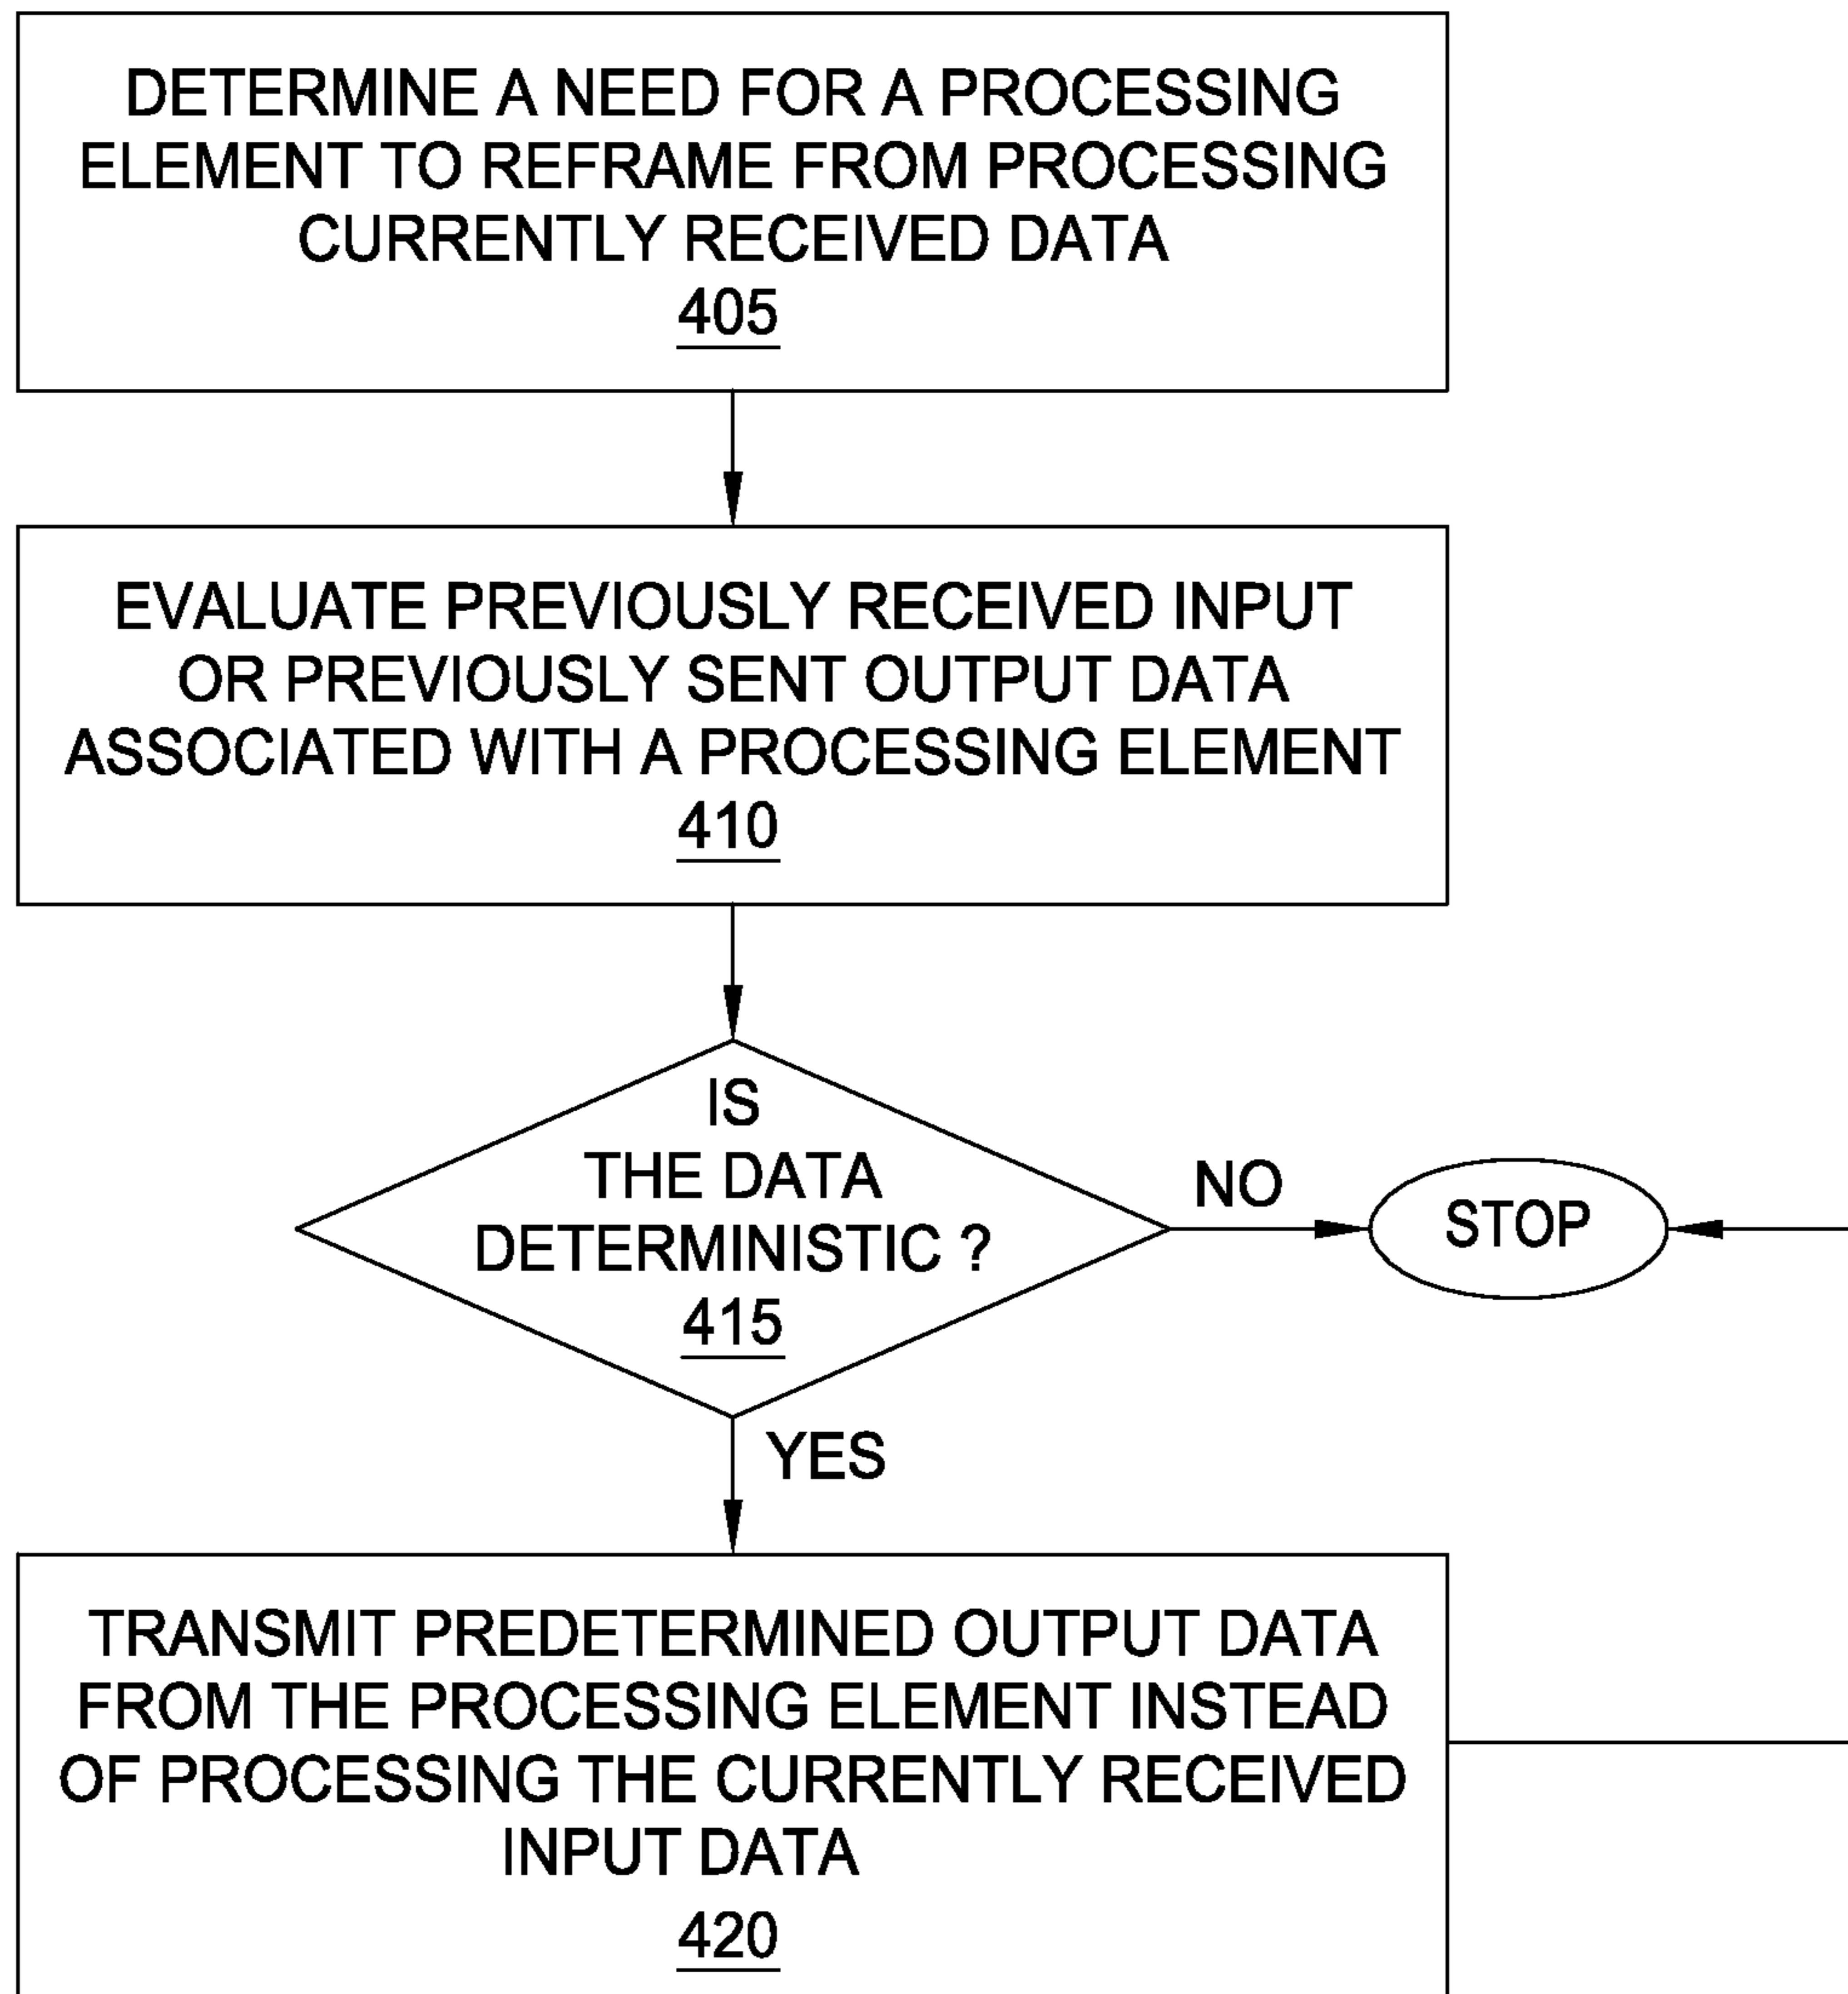 DETERMINE A NEED FOR A PROCESSING
ELEMENT TO REFRAME FROM PROCESSING
CURRENTLY RECEIVED DATA
405
EVALUATE PREVIOUSLY RECEIVED INPUT
OR PREVIOUSLY SENT OUTPUT DATA
ASSOCIATED WITH A PROCESSING ELEMENT
410
IS
THE DATA
DETERMINISTIC ?
415
NO
STOP
YES
TRANSMIT PREDETERMINED OUTPUT DATA
FROM THE PROCESSING ELEMENT INSTEAD
OF PROCESSING THE CURRENTLY RECEIVED
INPUT DATA
420